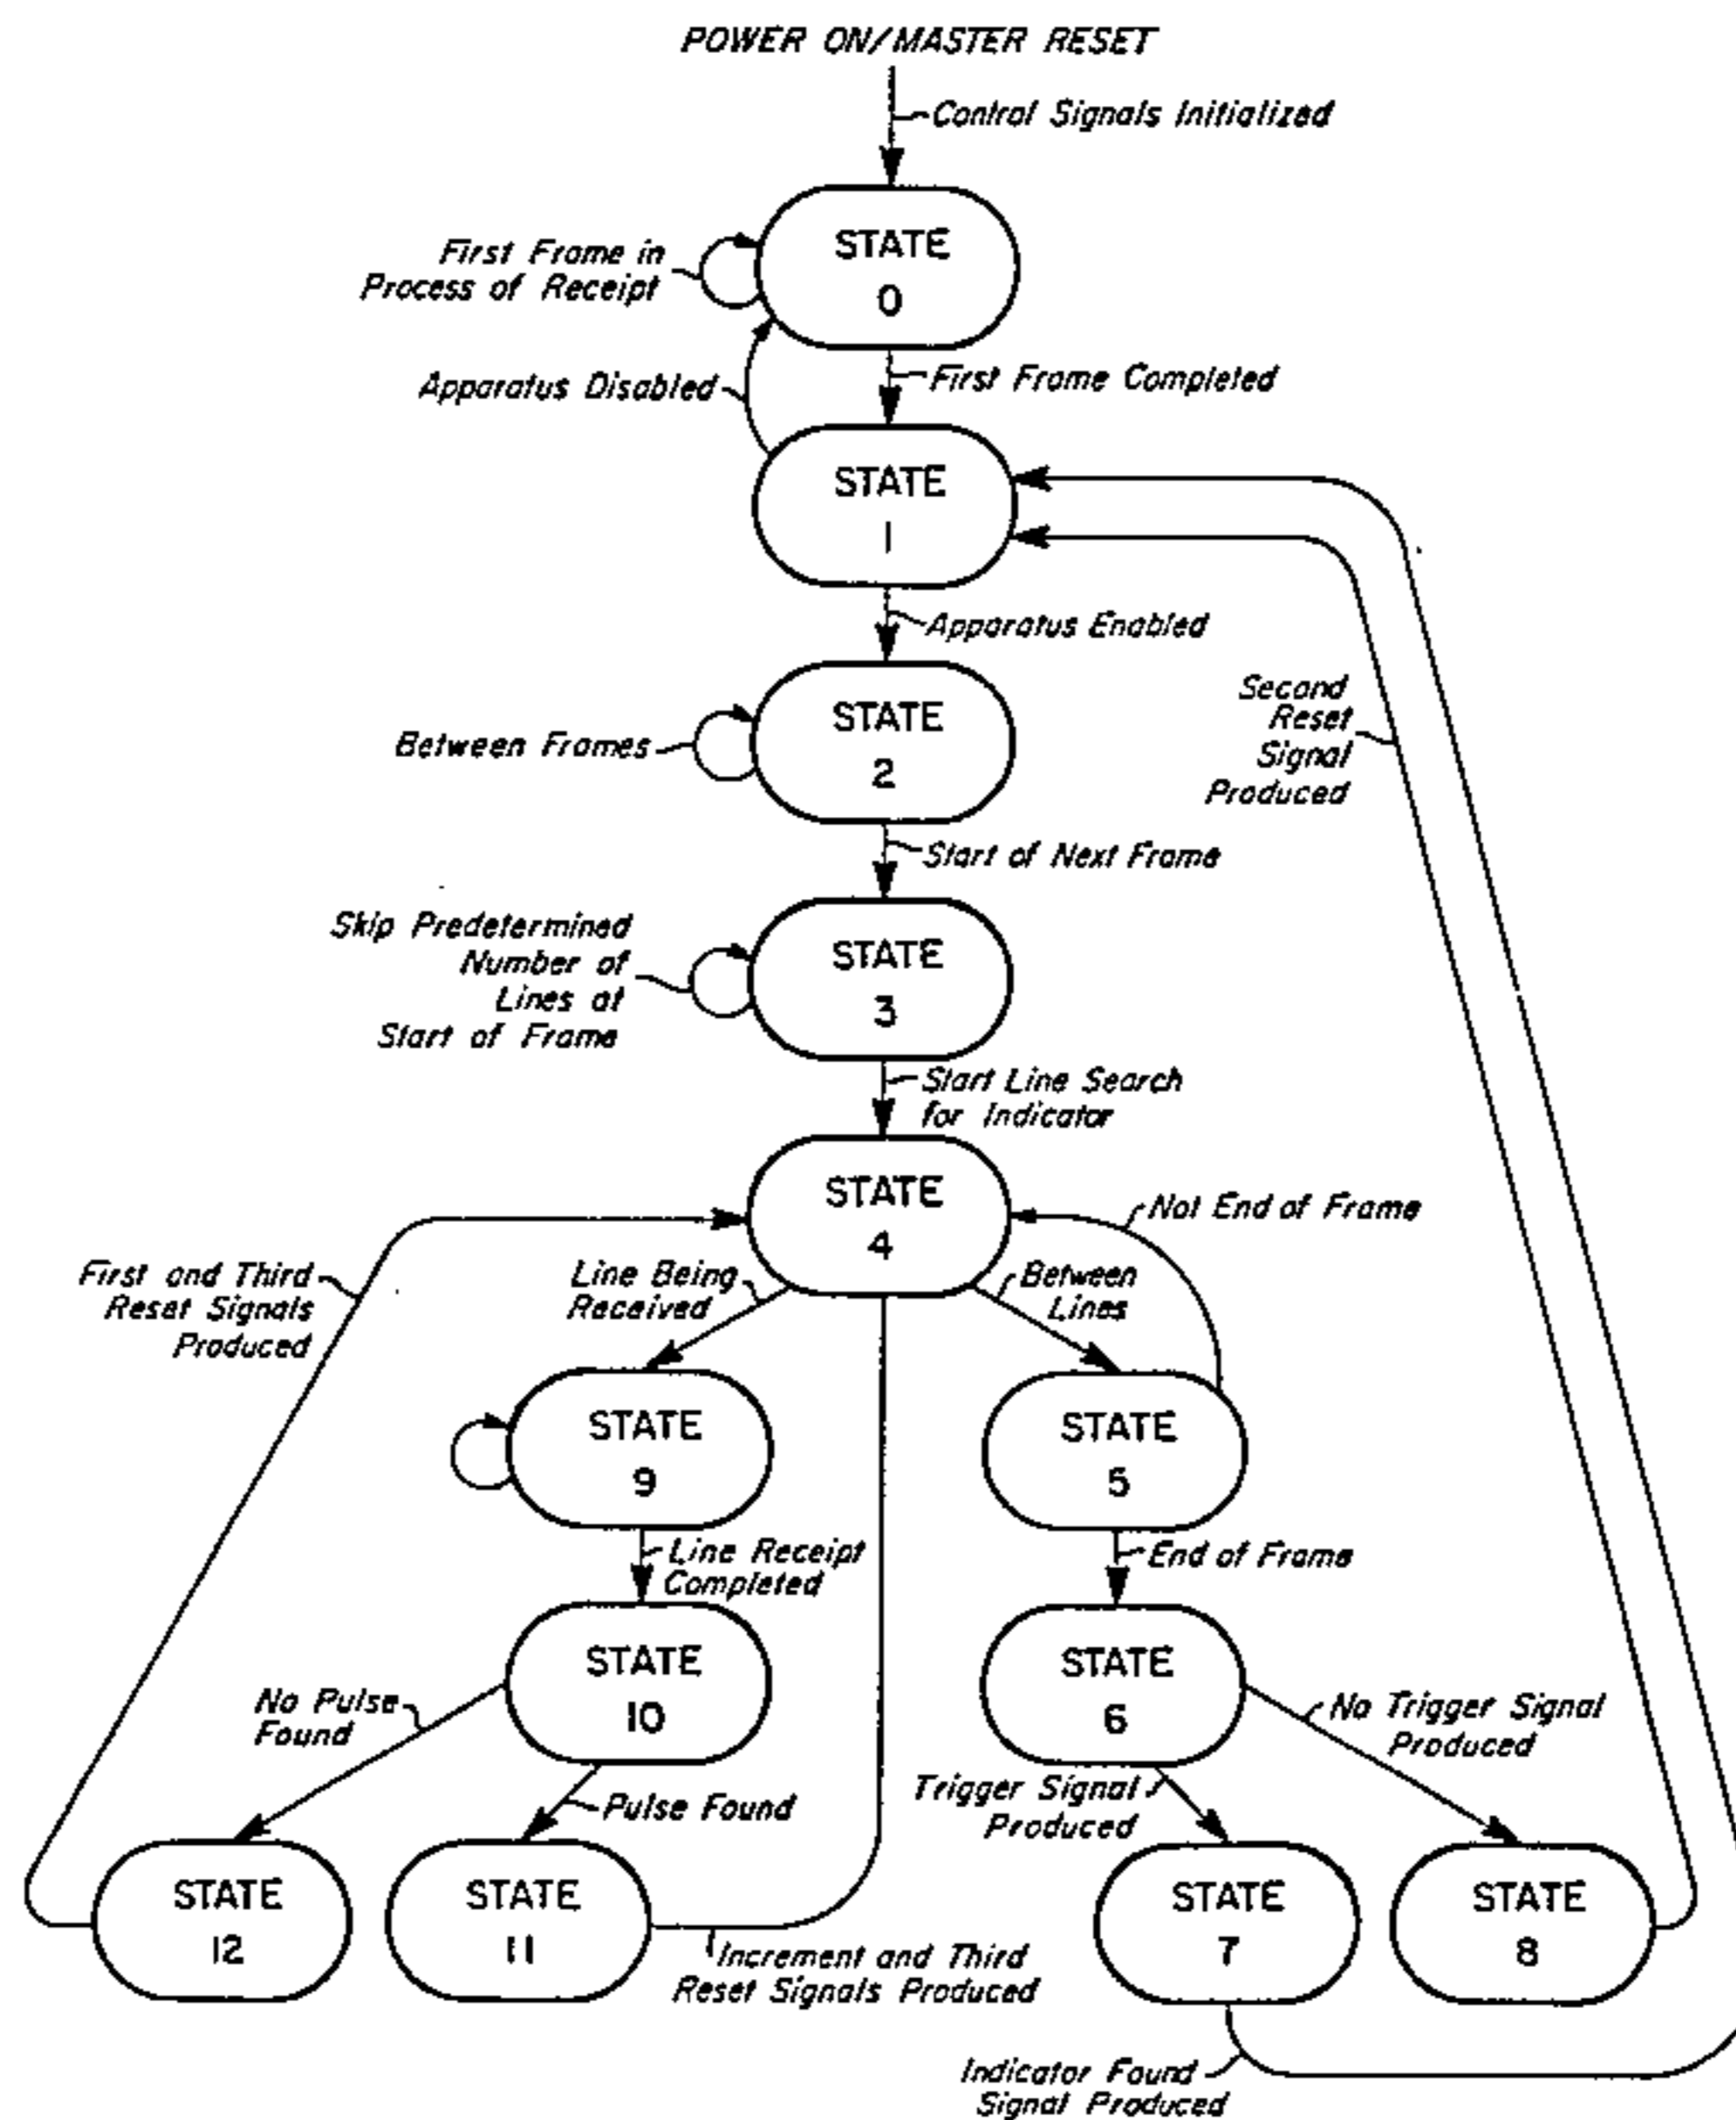 POWER ON/MASTER RESET
Control Signals Initialized
STATE
0
First Frame in
Process of Receipt
Apparatus Disabled
First Frame Completed
STATE
1
Apparatus Enabled
STATE
2
Between Frames
Second
Reset
Signal
Produced
Start of Next Frame
STATE
3
Skip Predetermined
Number of
Lines at
Start of Frame
Start Line Search
for Indicator
STATE
4
Not End of Frame
First and Third
Reset Signals
Produced
Line Being
Received
Between
Lines
STATE
9
STATE
5
Line Receipt
Completed
End of Frame
STATE
10
STATE
6
No Pulse
Found
Pulse Found
Trigger Signal
Produced
No Trigger Signal
Produced
STATE
12
STATE
11
STATE
7
STATE
8
Increment and Third
Reset Signals Produced
Indicator Found
Signal Produced